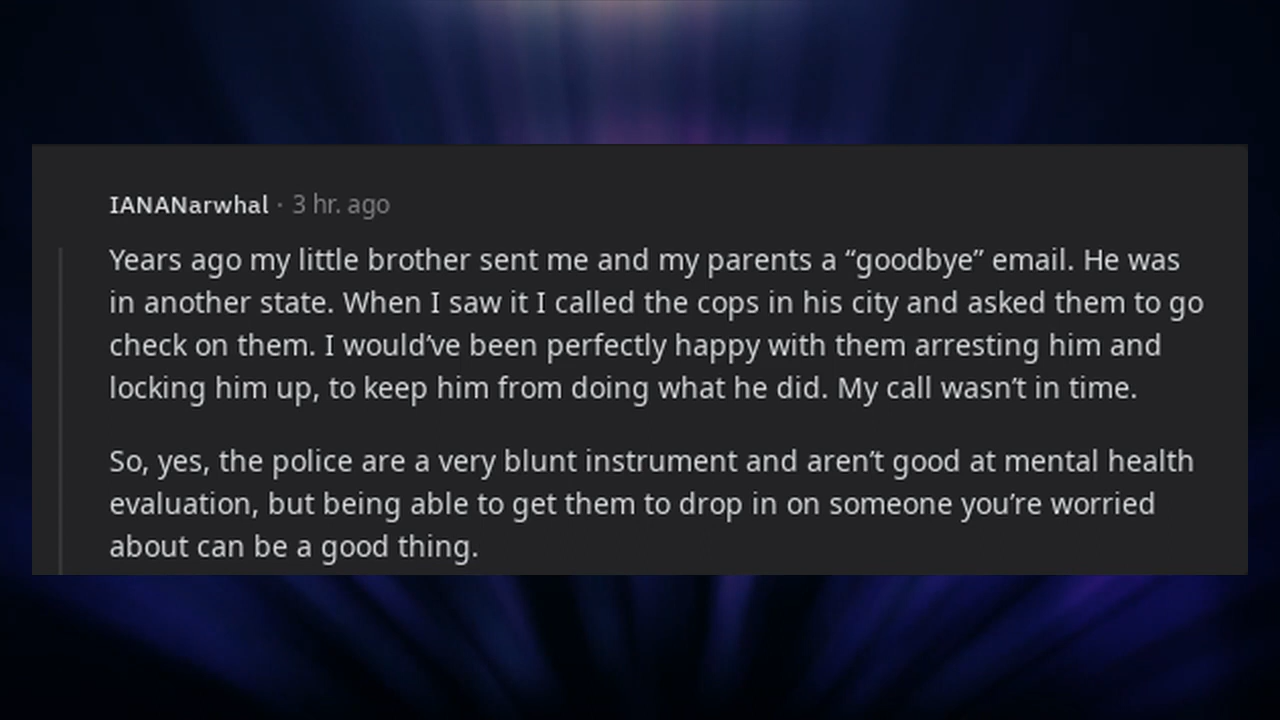 IANANarwhal · 3 hr. ago
Years ago my little brother sent me and my parents a “goodbye” email. He was
in another state. When I saw it I called the cops in his city and asked them to go
check on them. I would’ve been perfectly happy with them arresting him and
locking him up, to keep him from doing what he did. My call wasn’t in time.
So, yes, the police are a very blunt instrument and aren’t good at mental health
evaluation, but being able to get them to drop in on someone you’re worried
about can be a good thing.